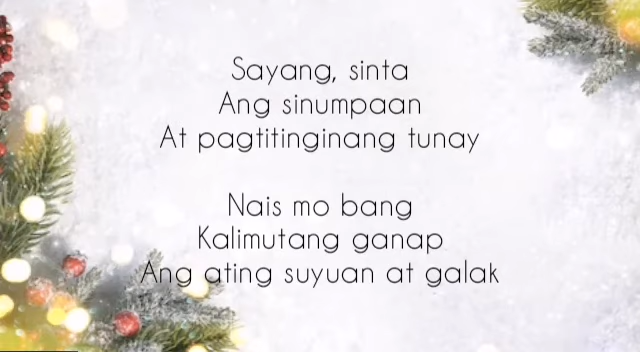 Sayang, sinta
Ang sinumpaan
At pagtitinginang tunay
Nais mo bang
Kalimutang ganap
Ang ating suyuan at galak